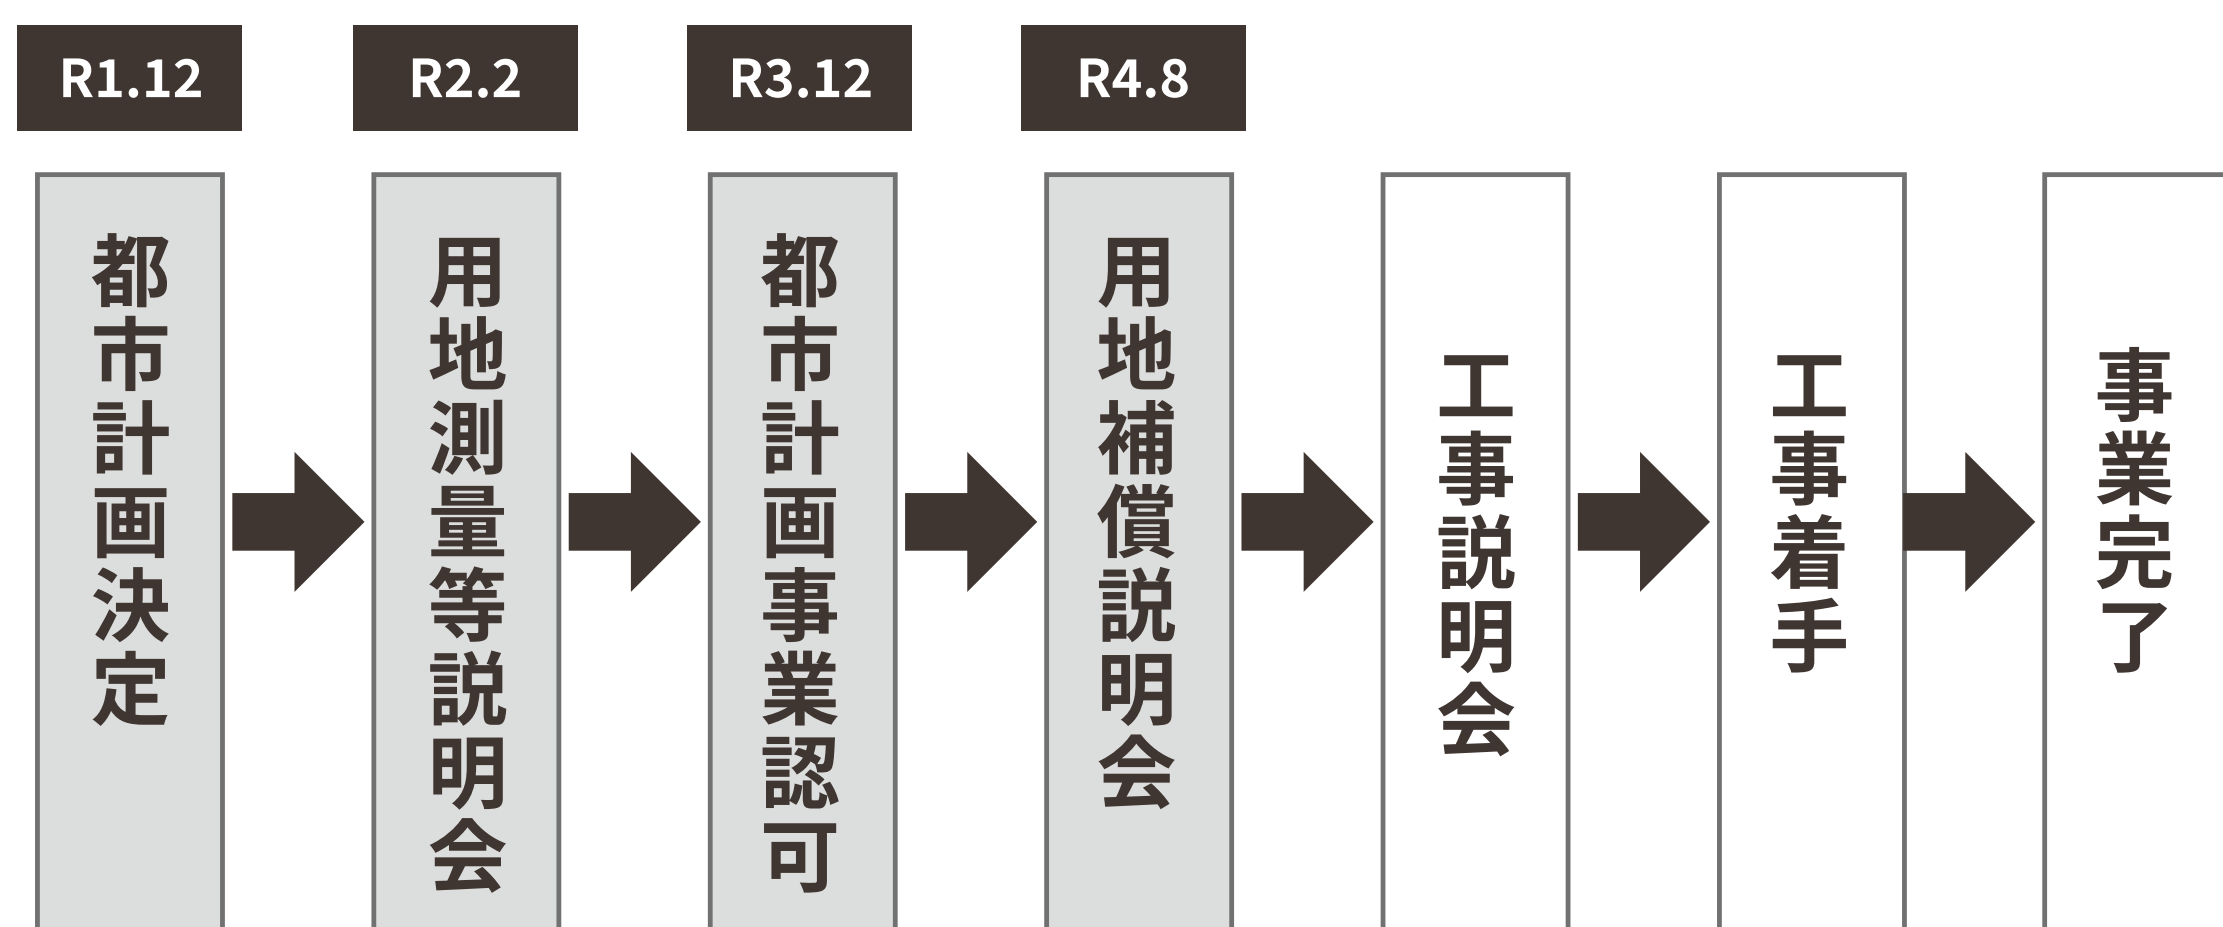 R1.12
R2.2
R3.12
R4.8
都市計画決定
用地測量等説明会
都市計画事業認可
用地補償説明会
工事説明会
工事着手
事業完了